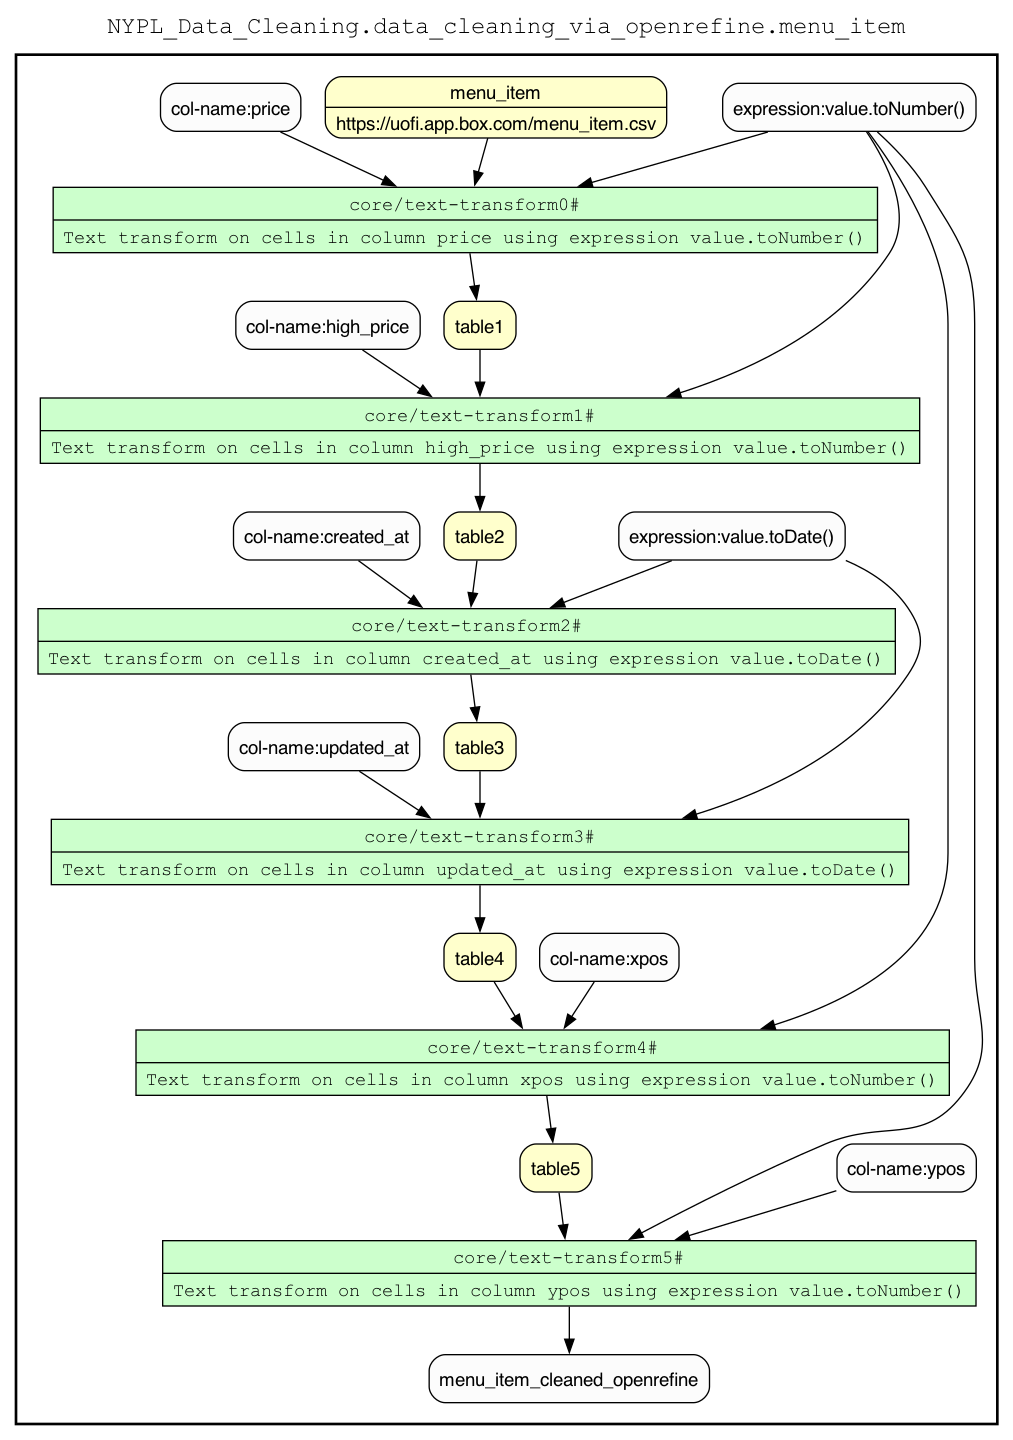 NYPL_Data_Cleaning.data_cleaning_via_openrefine.menu_item
col-name:price
menu_item
https://uofi.app.box.com/menu_item.csv
expression:value.toNumber()
core/text-transform0#
Text transform on cells in column price using expression value.toNumber()
col-name:high_price
table1
core/text-transform1#
Text transform on cells in column high_price using expression value.toNumber()
col-name:created_at
table2
expression:value.toDate()
core/text-transform2#
Text transform on cells in column created_at using expression value.toDate()
col-name:updated_at
table3
core/text-transform3#
Text transform on cells in column updated_at using expression value.toDate()
table4
col-name:xpos
core/text-transform4#
Text transform on cells in column xpos using expression value.toNumber()
table5
col-name:ypos
core/text-transform5#
Text transform on cells in column ypos using expression value.toNumber()
menu_item_cleaned_openrefine